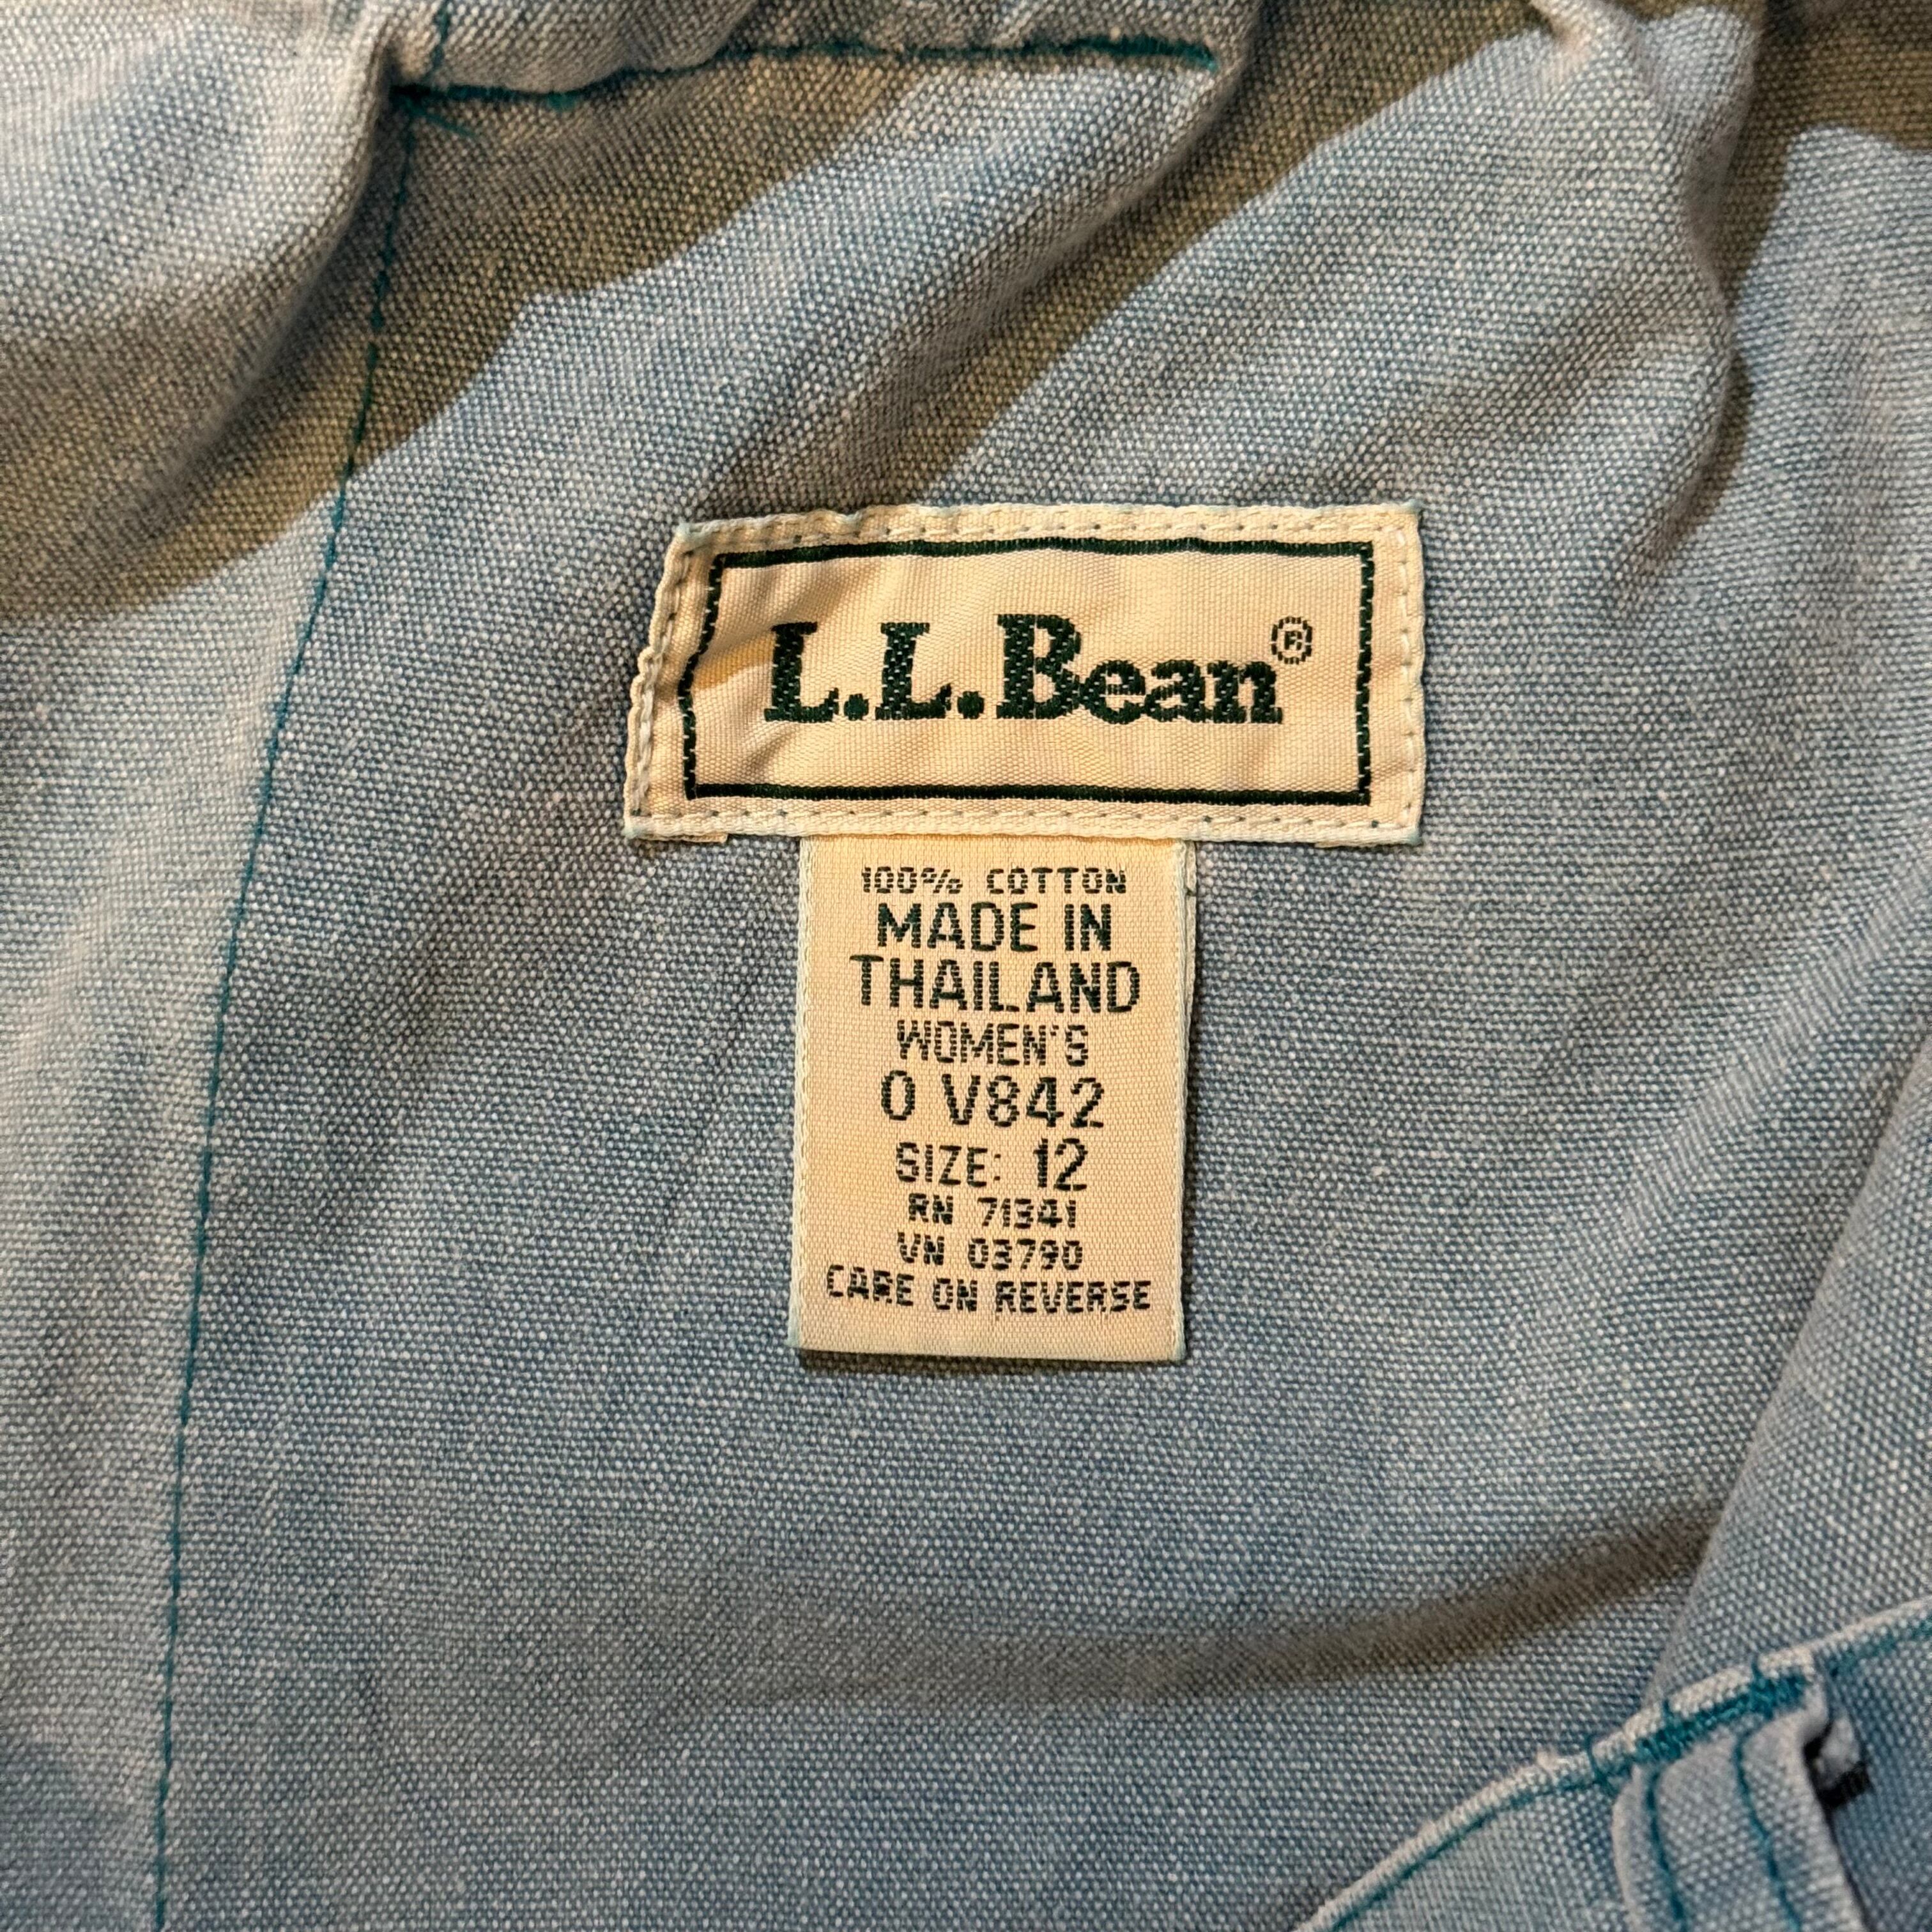 L.L.Bean®
100% COTTON
MADE IN
THAILAND
WOMEN'S
0 V842
SIZE: 12
RN 71341
VN 03790
CARE ON REVERSE